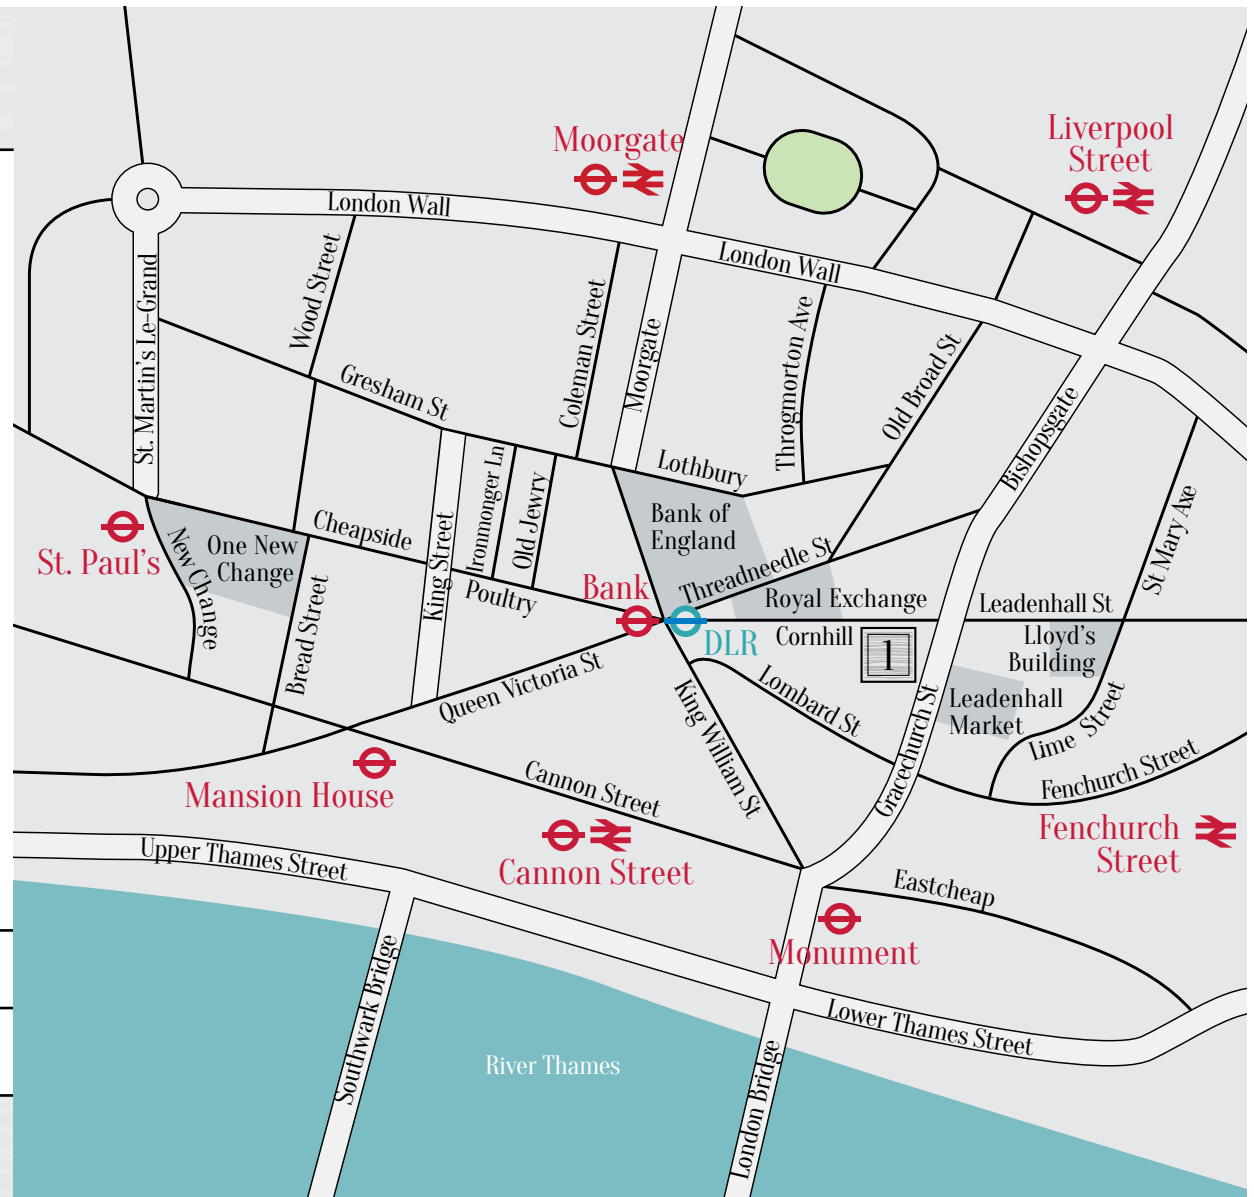 Moorgate
Liverpool
Street
London Wall
London Wall
Wood Street
St. Martin's Le-Grand
Coleman Street
Moorgate
Throgmorton Ave
Old Broad St
Gresham St
Bishopsgate
Lothbury
Ironmonger Ln
Old Jewry
St Mary Axe
Bank of
England
Cheapside
King Street
St. Paul's
New Change
One New
Change
Threadneedle St
Bank
Poultry
Royal Exchange
Leadenhall St
Bread Street
DLR
Cornhill
1
Lloyd's
Building
Queen Victoria St
King William St
Lombard St
Gracechurch St
Leadenhall
Market
Lime Street
Fenchurch Street
Mansion House
Cannon Street
Cannon Street
Fenchurch
Street
Upper Thames Street
Eastcheap
Monument
Southwark Bridge
Lower Thames Street
River Thames
London Bridge